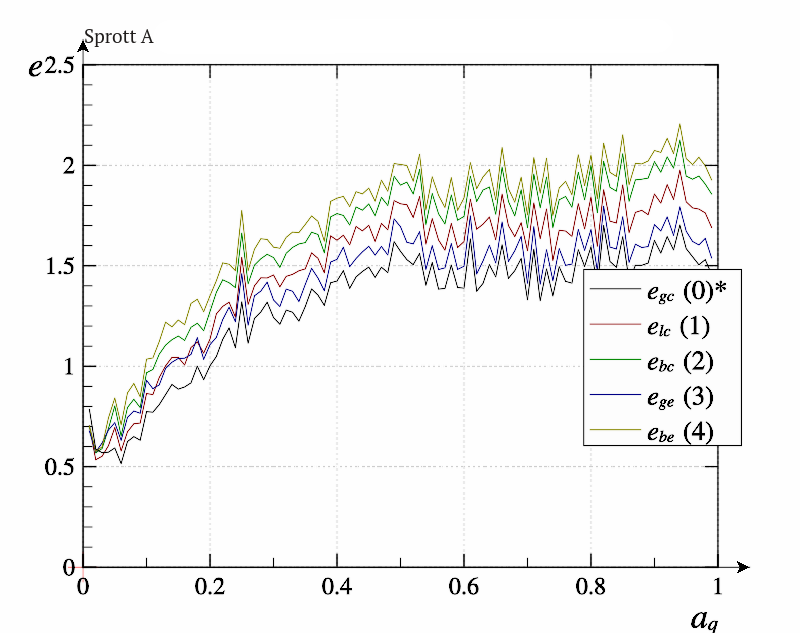 Sprott A
e
2.5
2
1.5
1
0.5
0
0 0.2 0.4 0.6 0.8 1
a_q
e_gc (0)*
e_lc (1)
e_bc (2)
e_ge (3)
e_be (4)